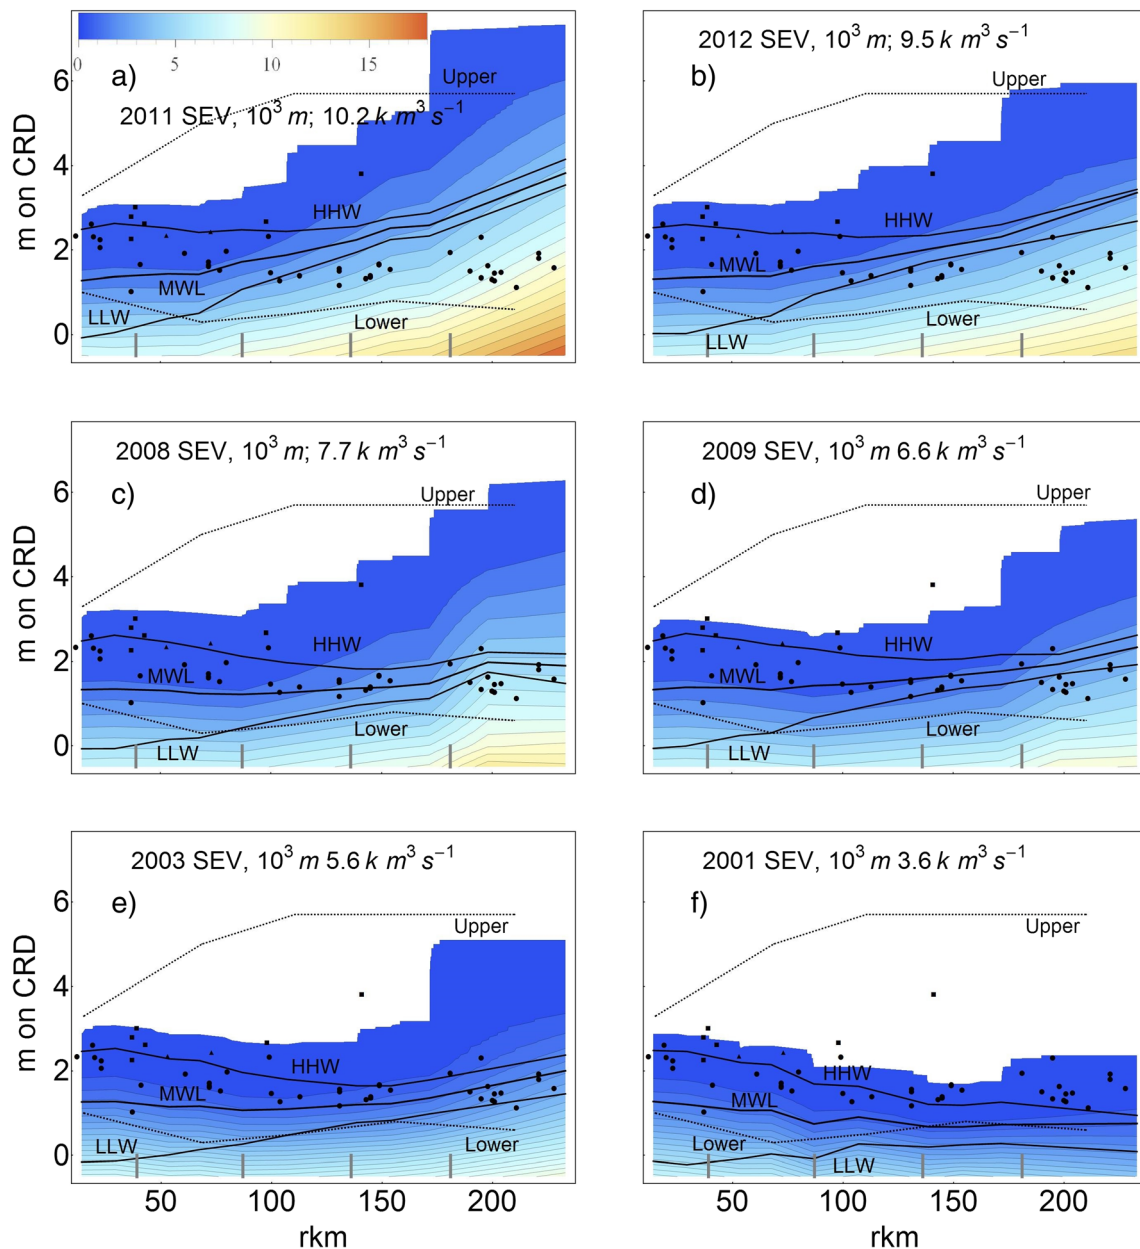 0 5 10 15
a)
Upper
2011 SEV, 10³ m; 10.2 k m³ s⁻¹
HHW
MWL
LLW
Lower
6
4
2
0
m on CRD
2012 SEV, 10³ m; 9.5 k m³ s⁻¹
b)
Upper
HHW
MWL
Lower
LLW
2008 SEV, 10³ m; 7.7 k m³ s⁻¹
c)
Upper
HHW
MWL
Lower
LLW
6
4
2
0
m on CRD
2009 SEV, 10³ m 6.6 k m³ s⁻¹
d)
Upper
HHW
MWL
Lower
LLW
2003 SEV, 10³ m 5.6 k m³ s⁻¹
e)
Upper
HHW
MWL
LLW
Lower
6
4
2
0
m on CRD
50 100 150 200
rkm
2001 SEV, 10³ m 3.6 k m³ s⁻¹
f)
Upper
HHW
MWL
Lower
LLW
50 100 150 200
rkm